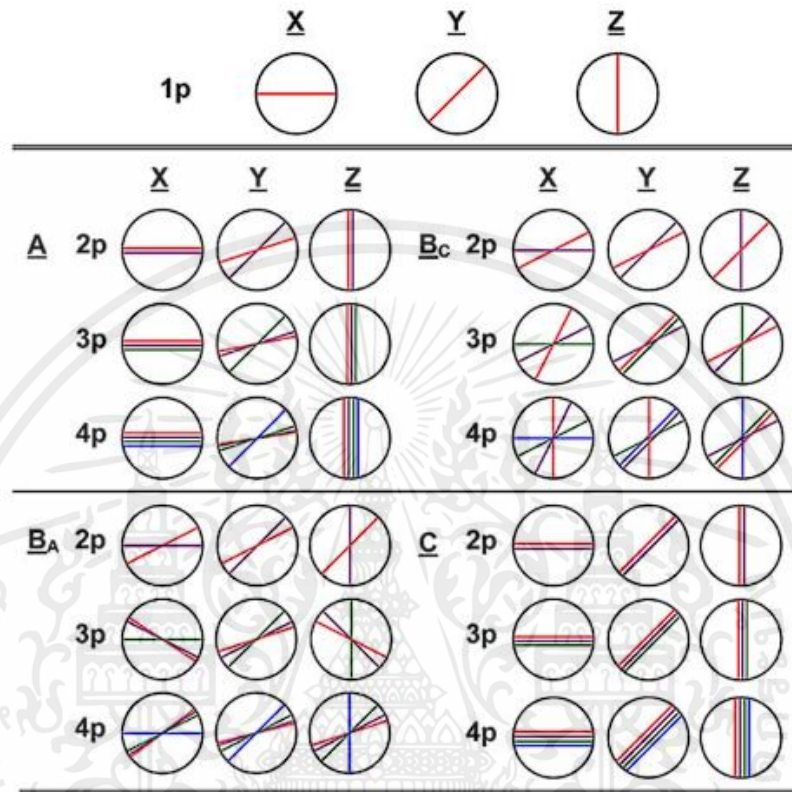 X Y Z
1p
X Y Z X Y Z
A 2p BC 2p
3p 3p
4p 4p
BA 2p C 2p
3p 3p
4p 4p